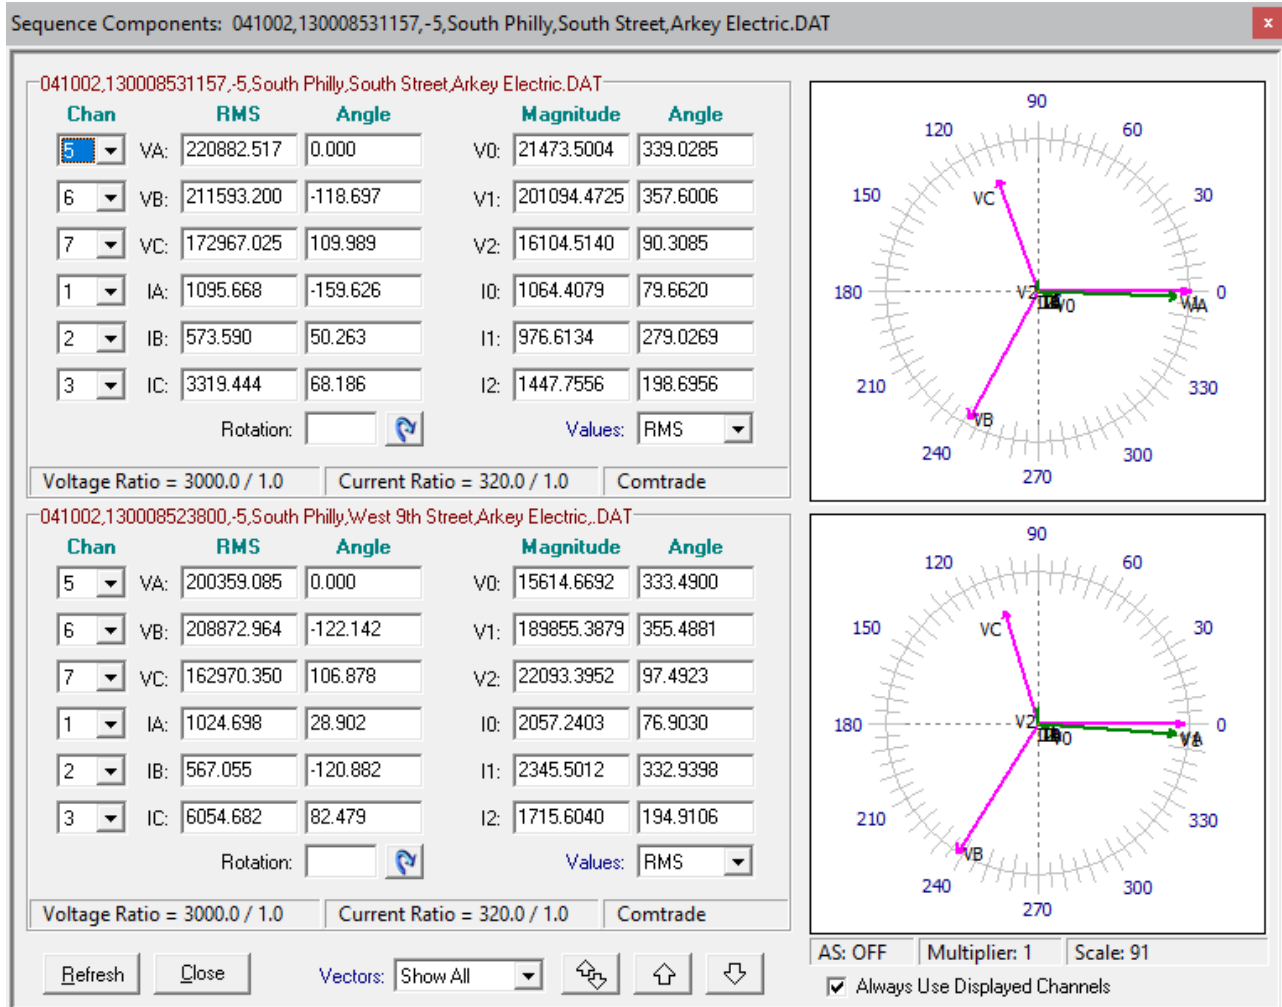 Sequence Components: 041002,130008531157,-5,South Philly,South Street,Arkey Electric.DAT x
041002,130008531157,-5,South Philly,South Street,Arkey Electric.DAT
Chan RMS Angle Magnitude Angle
5 VA: 220882.517 0.000 V0: 21473.5004 339.0285
6 VB: 211593.200 -118.697 V1: 201094.4725 357.6006
7 VC: 172967.025 109.989 V2: 16104.5140 90.3085
1 IA: 1095.668 -159.626 I0: 1064.4079 79.6620
2 IB: 573.590 50.263 I1: 976.6134 279.0269
3 IC: 3319.444 68.186 I2: 1447.7556 198.6956
Rotation: Values: RMS
Voltage Ratio = 3000.0 / 1.0 Current Ratio = 320.0 / 1.0 Comtrade
90
120 60
150 30
VC
180 V2 V0 V1 VA 0
210 330
VB
240 300
270
041002,130008523800,-5,South Philly,West 9th Street,Arkey Electric,.DAT
Chan RMS Angle Magnitude Angle
5 VA: 200359.085 0.000 V0: 15614.6692 333.4900
6 VB: 208872.964 -122.142 V1: 189855.3879 355.4881
7 VC: 162970.350 106.878 V2: 22093.3952 97.4923
1 IA: 1024.698 28.902 I0: 2057.2403 76.9030
2 IB: 567.055 -120.882 I1: 2345.5012 332.9398
3 IC: 6054.682 82.479 I2: 1715.6040 194.9106
Rotation: Values: RMS
Voltage Ratio = 3000.0 / 1.0 Current Ratio = 320.0 / 1.0 Comtrade
90
120 60
150 30
VC
180 V2 V0 0
210 330
VB
240 300
270
AS: OFF Multiplier: 1 Scale: 91
Refresh Close Vectors: Show All
Always Use Displayed Channels